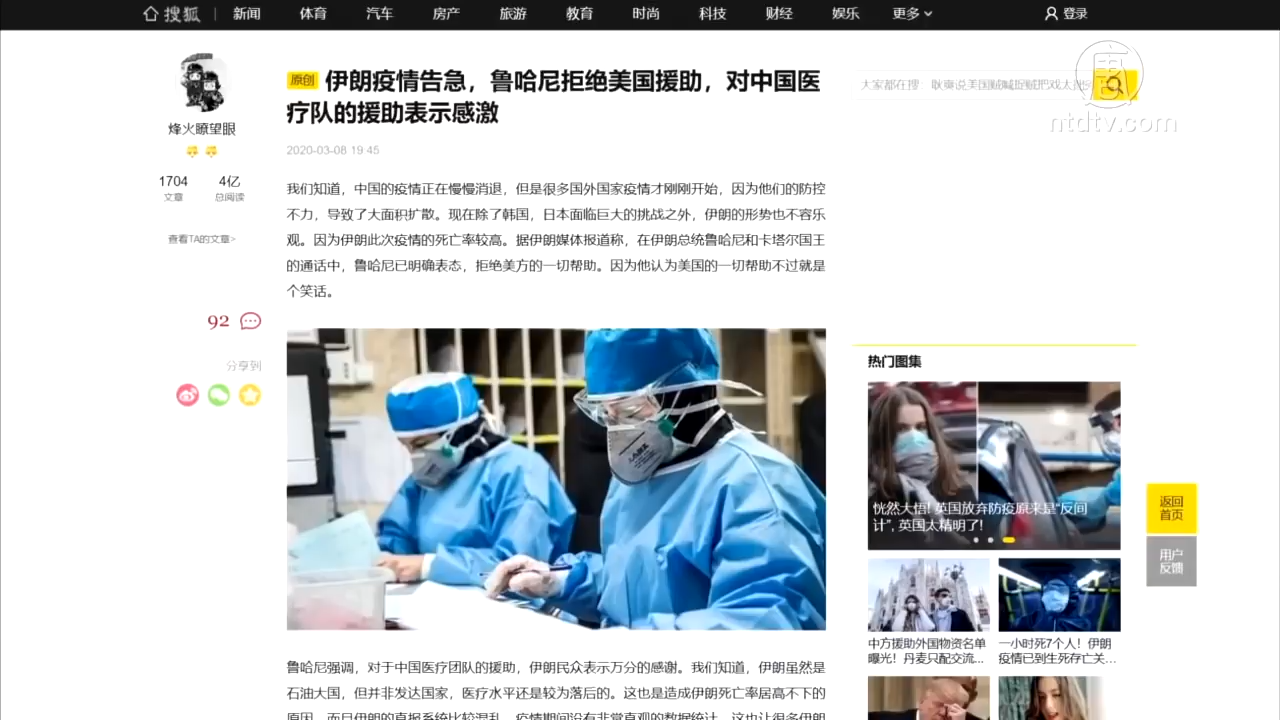 搜狐
新闻
体育
汽车
房产
旅游
教育
时尚
科技
财经
娱乐
更多
登录
烽火瞭望眼
1704
4亿
文章
总阅读
查看TA的文章>
92
分享到
原创 伊朗疫情告急，鲁哈尼拒绝美国援助，对中国医
疗队的援助表示感激
2020-03-08 19:45
我们知道，中国的疫情正在慢慢消退，但是很多国外国家疫情才刚刚开始，因为他们的防控
不力，导致了大面积扩散。现在除了韩国，日本面临巨大的挑战之外，伊朗的形势也不容乐
观。因为伊朗此次疫情的死亡率较高。据伊朗媒体报道称，在伊朗总统鲁哈尼和卡塔尔国王
的通话中，鲁哈尼已明确表态，拒绝美方的一切帮助。因为他认为美国的一切帮助不过就是
个笑话。
鲁哈尼强调，对于中国医疗团队的援助，伊朗民众表示万分的感谢。我们知道，伊朗虽然是
石油大国，但并非发达国家，医疗水平还是较为落后的。这也是造成伊朗死亡率居高不下的
大家都在搜：
唐
ntdtv.com
热门图集
恍然大悟! 英国放弃防疫原来是“反间
计”, 英国太精明了!
中方援助外国物资名单
曝光！丹麦只配交流...
一小时死7个人！伊朗
疫情已到生死存亡关...
返回
首页
用户
反馈